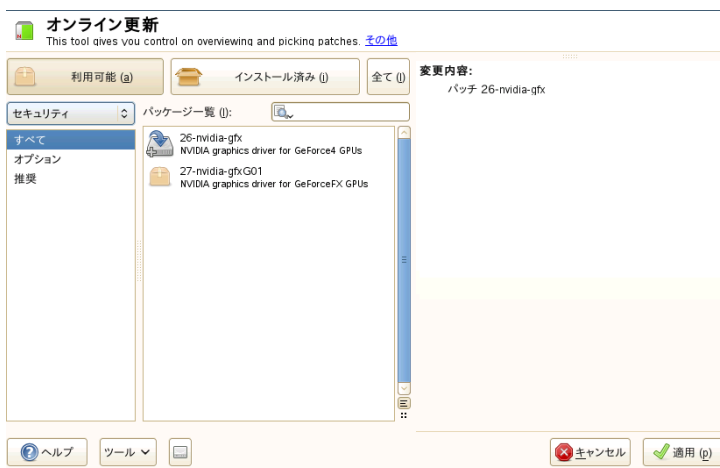 オンライン更新
This tool gives you control on overviewing and picking patches. その他
利用可能 (a)
インストール済み (i)
全て (l)
セキュリティ
パッケージ一覧 (l):
すべて
オプション
推奨
26-nvidia-gfx
NVIDIA graphics driver for GeForce4 GPUs
27-nvidia-gfxG01
NVIDIA graphics driver for GeForceFX GPUs
変更内容:
パッチ 26-nvidia-gfx
ヘルプ
ツール
キャンセル
適用 (p)